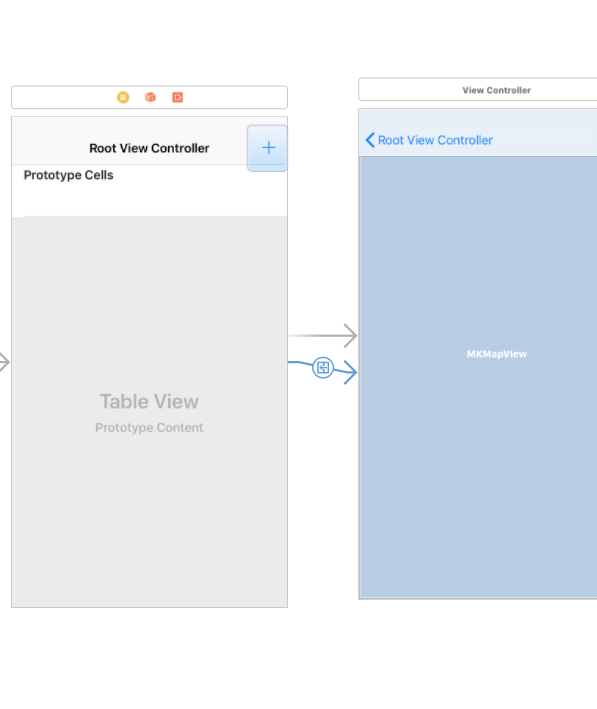 View Controller
Root View Controller
Root View Controller
Prototype Cells
MKMapView
Table View
Prototype Content